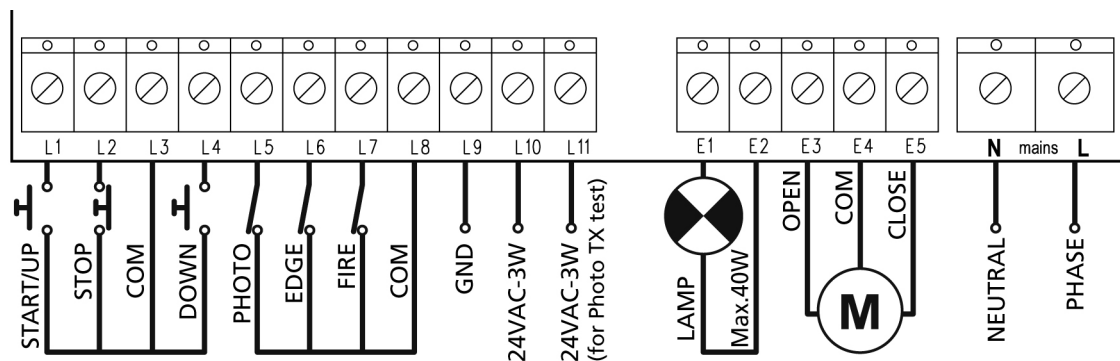 L1 L2 L3 L4 L5 L6 L7 L8 L9 L10 L11
E1 E2 E3 E4 E5
N mains L
START/UP
STOP
COM
DOWN
PHOTO
EDGE
FIRE
COM
GND
24VAC-3W
24VAC-3W
(for Photo TX test)
LAMP
Max.40W
OPEN
COM
CLOSE
M
NEUTRAL
PHASE